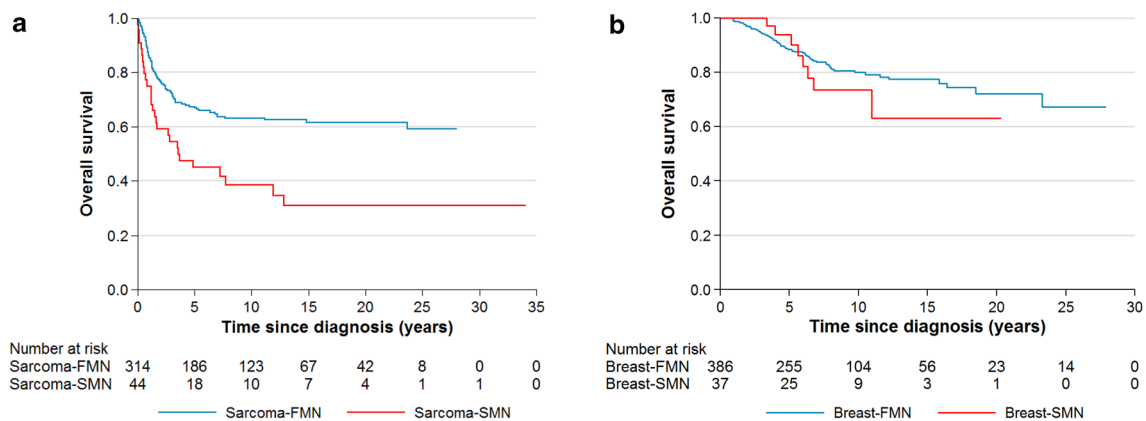 a
1.0
0.8
0.6
0.4
0.2
0.0
Overall survival
0 5 10 15 20 25 30 35
Time since diagnosis (years)
Number at risk
Sarcoma-FMN 314 186 123 67 42 8 0 0
Sarcoma-SMN 44 18 10 7 4 1 1 0
Sarcoma-FMN Sarcoma-SMN
b
1.0
0.8
0.6
0.4
0.2
0.0
Overall survival
0 5 10 15 20 25 30
Time since diagnosis (years)
Number at risk
Breast-FMN 386 255 104 56 23 14 0
Breast-SMN 37 25 9 3 1 0 0
Breast-FMN Breast-SMN